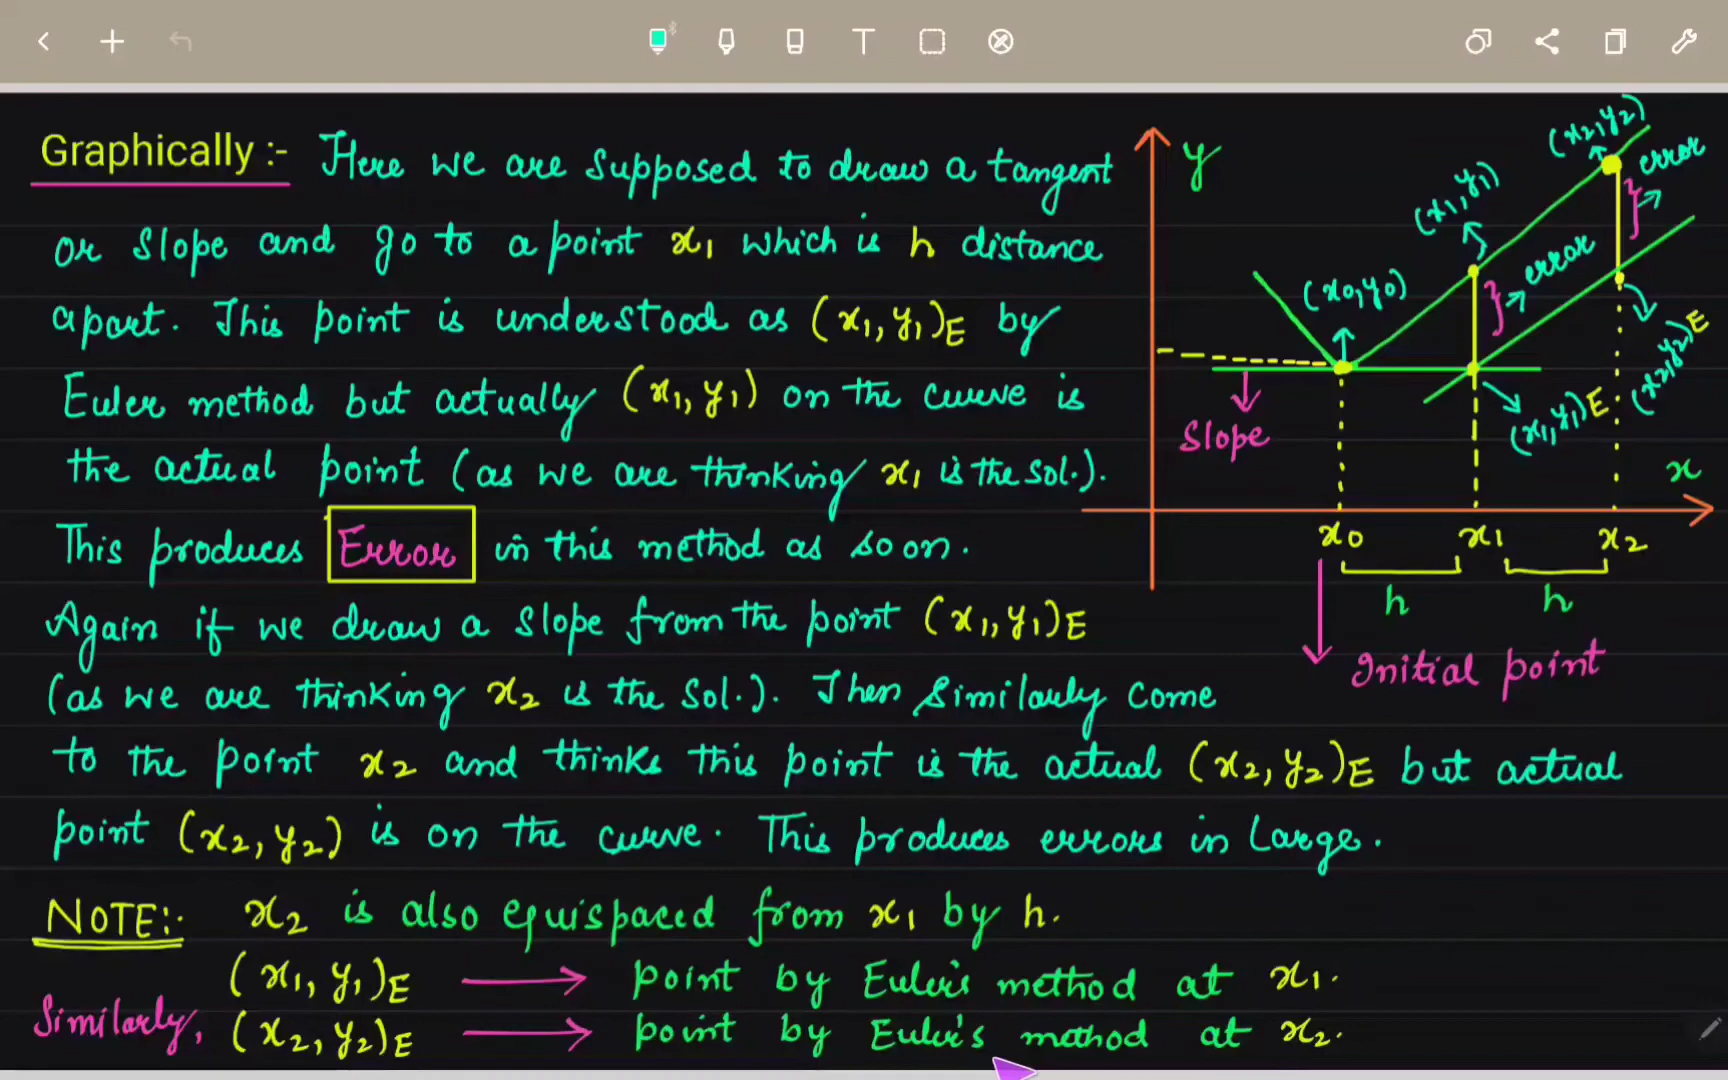 Graphically :- Here we are supposed to draw a tangent
or slope and go to a point x₁ which is h distance
apart. This point is understood as (x₁, y₁)E by
Euler method but actually (x₁, y₁) on the curve is
the actual point (as we are thinking x₁ is the sol.).
This produces Error in this method as soon.
Again if we draw a slope from the point (x₁, y₁)E
(as we are thinking x₂ is the sol.). Then similarly come
to the point x₂ and thinks this point is the actual (x₂, y₂)E but actual
point (x₂, y₂) is on the curve. This produces errors in large.
NOTE:- x₂ is also equispaced from x₁ by h.
(x₁, y₁)E → point by Euler's method at x₁.
Similarly, (x₂, y₂)E → point by Euler's method at x₂.
y
(x₂, y₂)
error
(x₁, y₁)
error
(x₀, y₀)
(x₂, y₂)E
(x₁, y₁)E
Slope
x
x₀ x₁ x₂
h h
Initial point
T